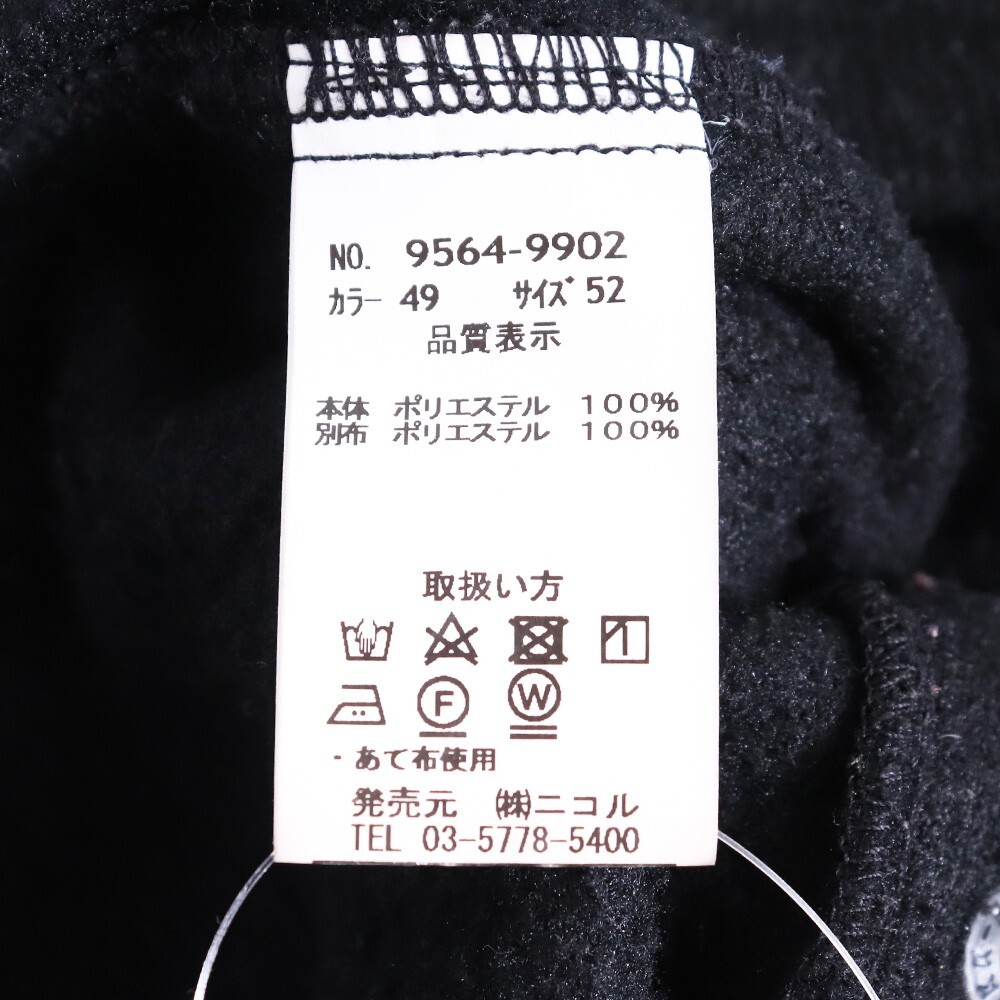 NO. 9564-9902
カラー 49 サイズ 52
品質表示
本体 ポリエステル 100%
別布 ポリエステル 100%
取扱い方
F W
・あて布使用
発売元 ㈱ニコル
TEL 03-5778-5400